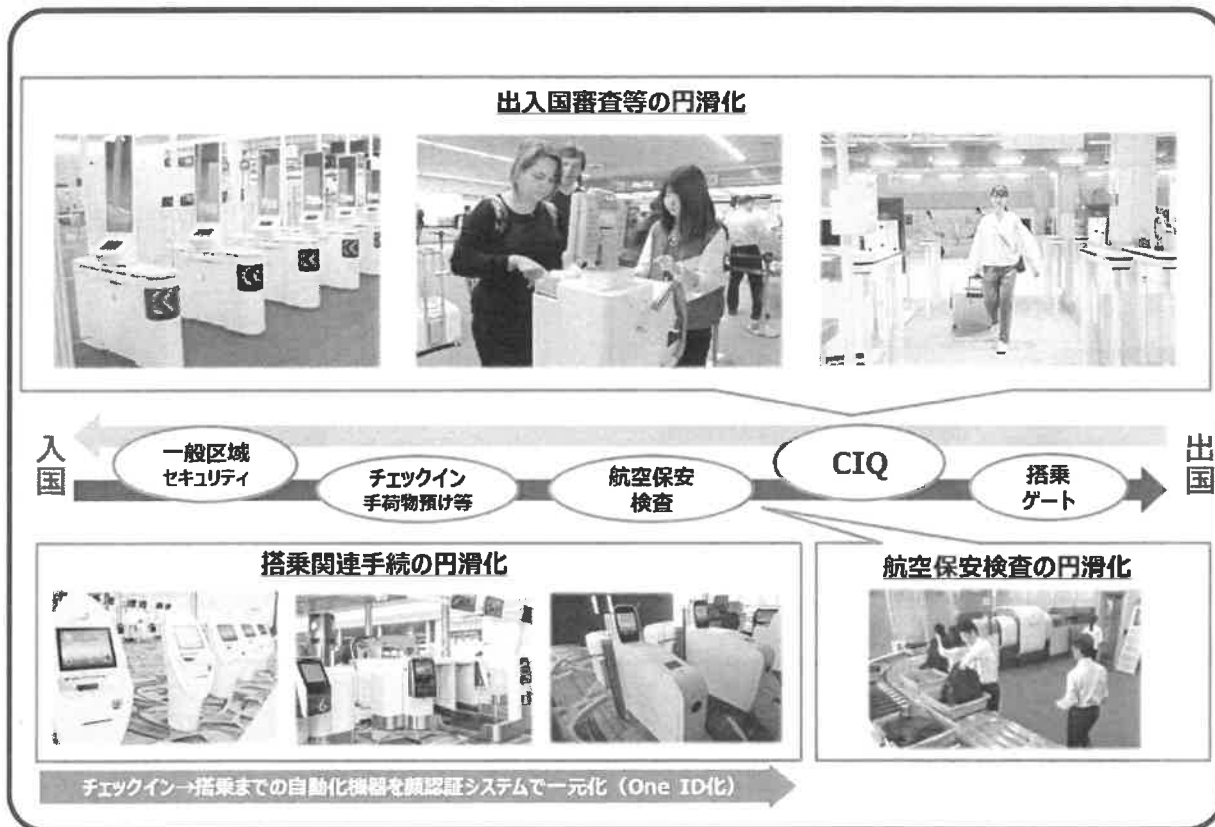 出入国審査等の円滑化
入国
出国
一般区域
セキュリティ
チェックイン
手荷物預け等
航空保安
検査
CIQ
搭乗
ゲート
搭乗関連手続の円滑化
航空保安検査の円滑化
チェックイン→搭乗までの自動化機器を顔認証システムで一元化（One ID化）